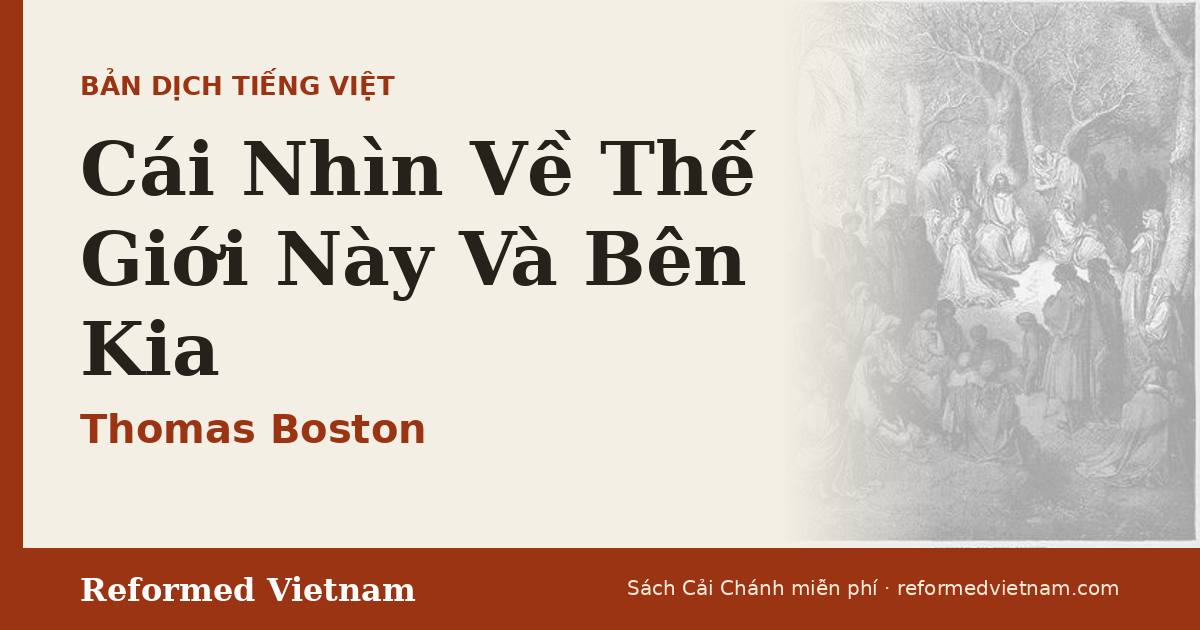 BẢN DỊCH TIẾNG VIỆT
Cái Nhìn Về Thế
Giới Này Và Bên
Kia
Thomas Boston
Reformed Vietnam
Sách Cải Chánh miễn phí · reformedvietnam.com